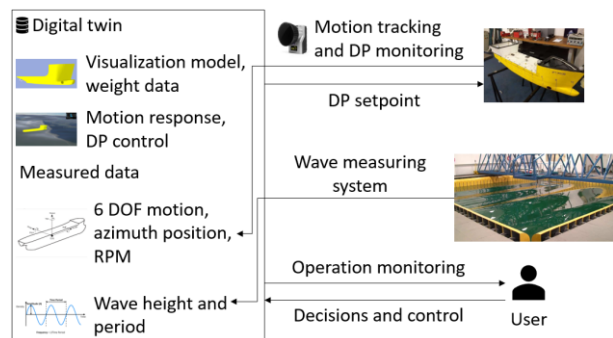 Digital twin
Visualization model,
weight data
Motion response,
DP control
Measured data
6 DOF motion,
azimuth position,
RPM
Wave height and
period
Motion tracking
and DP monitoring
DP setpoint
Wave measuring
system
Operation monitoring
Decisions and control
User